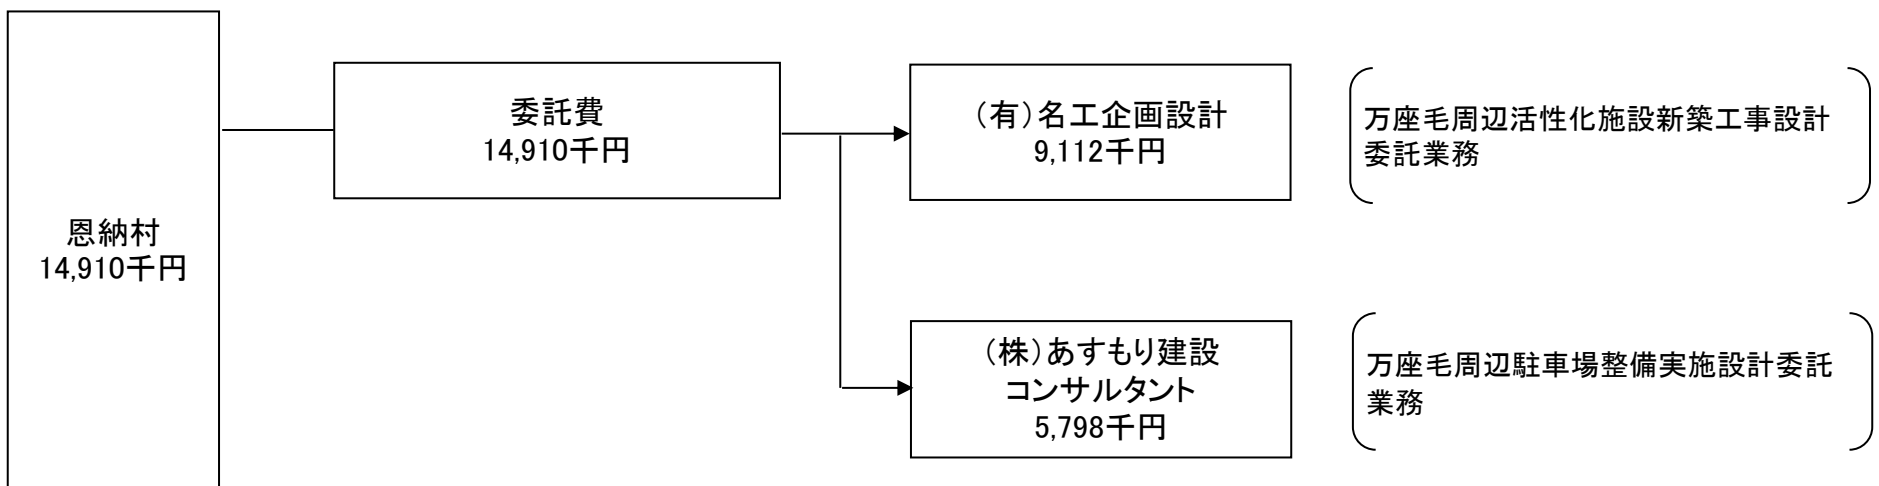 恩納村
14,910千円
委託費
14,910千円
（有）名工企画設計
9,112千円
万座毛周辺活性化施設新築工事設計
委託業務
（株）あすもり建設
コンサルタント
5,798千円
万座毛周辺駐車場整備実施設計委託
業務